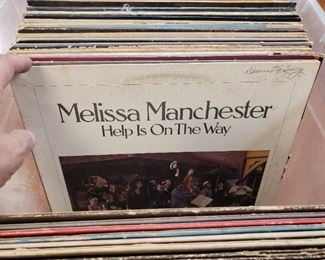 Melissa Manchester
Help Is On The Way